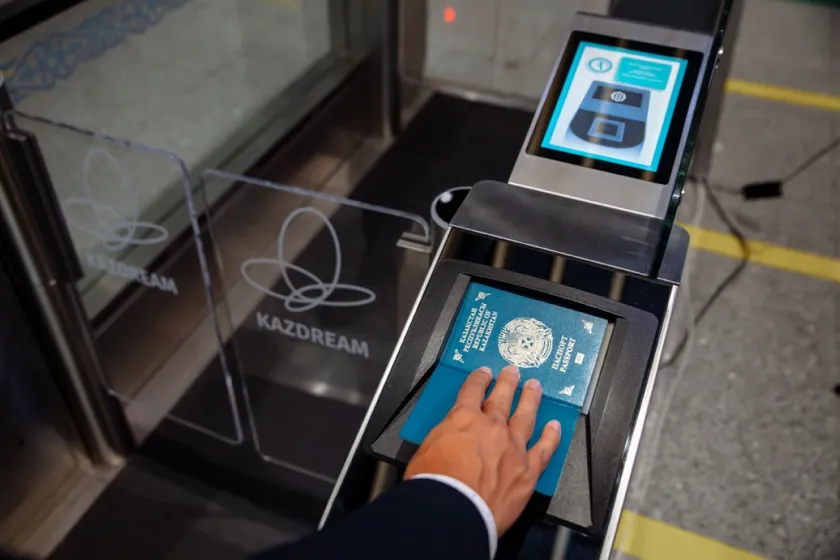 KAZDREAM
KAZDREAM
ҚАЗАҚСТАН
РЕСПУБЛИКАСЫ
REPUBLIC OF
KAZAKHSTAN
ПАСПОРТ
PASSPORT